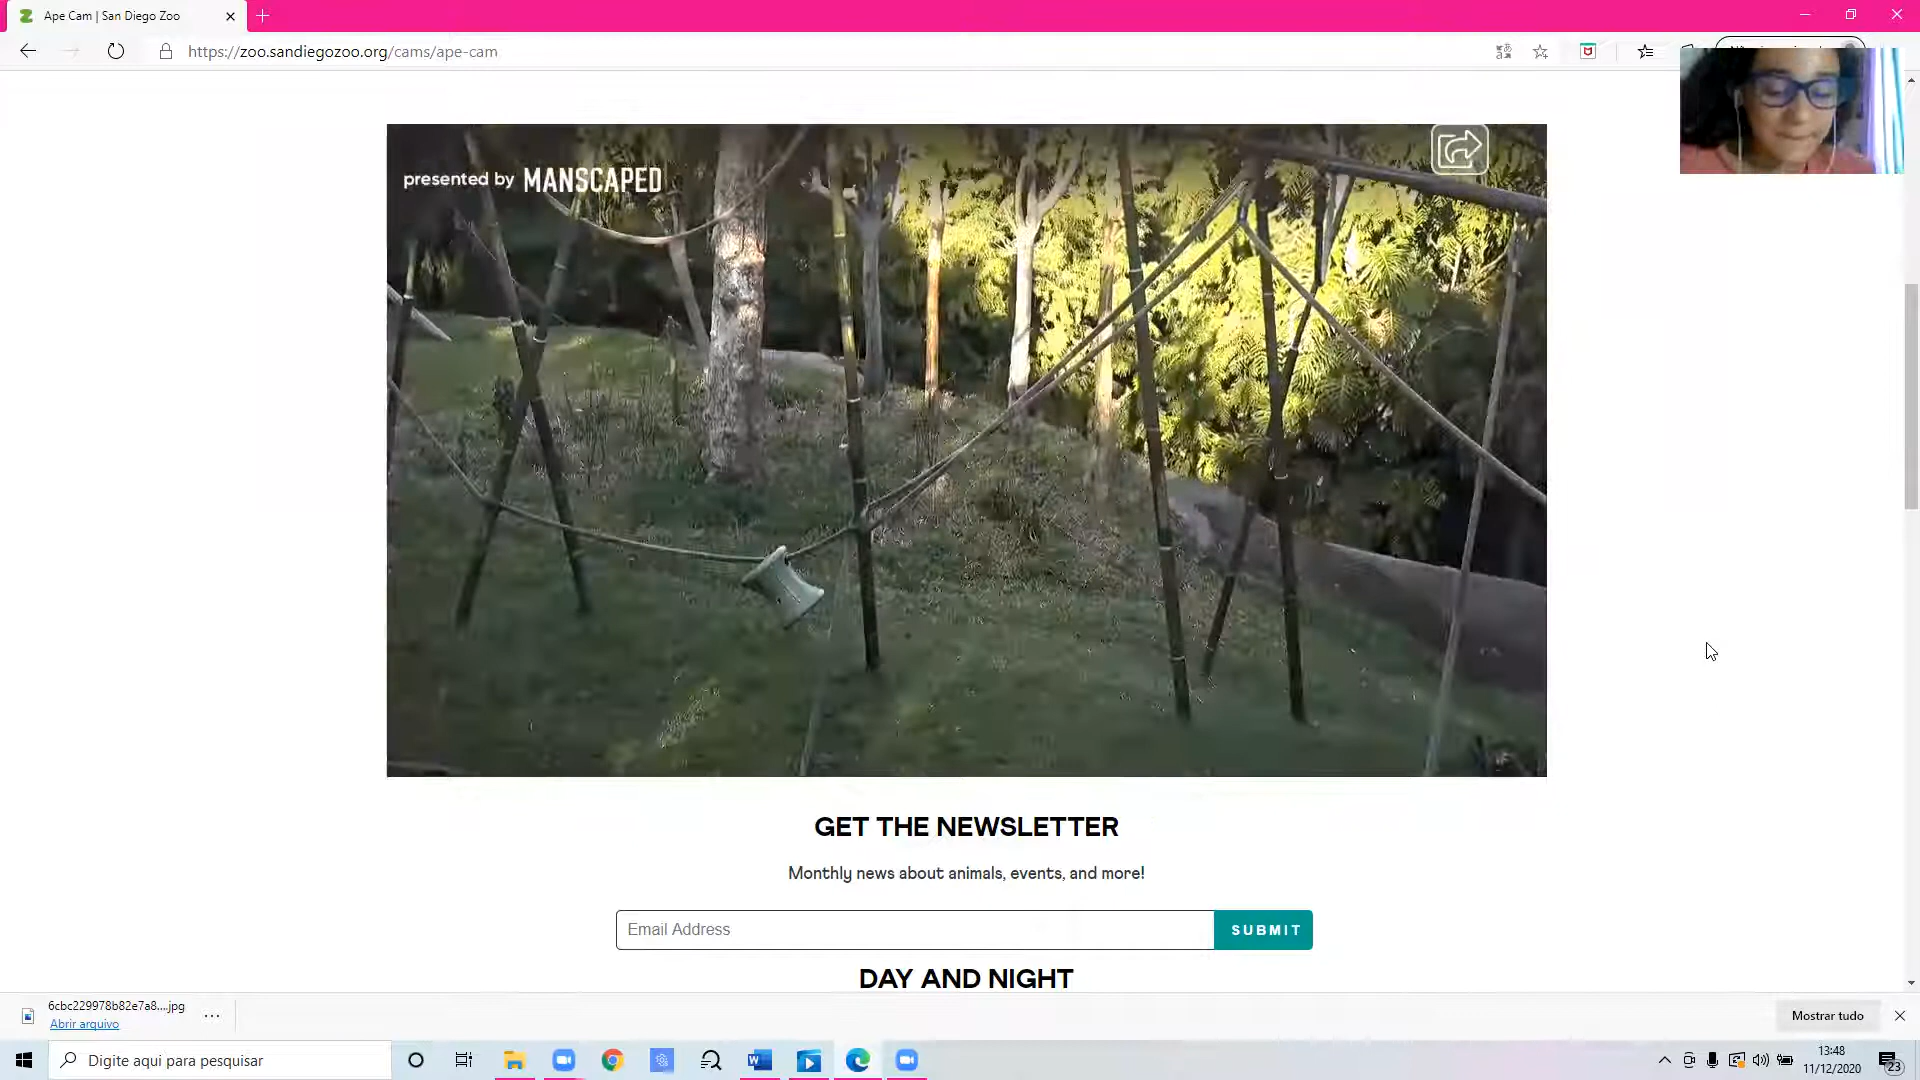 Ape Cam | San Diego Zoo
https://zoo.sandiegozoo.org/cams/ape-cam
presented by MANSCAPED
GET THE NEWSLETTER
Monthly news about animals, events, and more!
Email Address
SUBMIT
DAY AND NIGHT
6cbc229978b82e7a8....jpg
Abrir arquivo
Mostrar tudo
Digite aqui para pesquisar
13:48
11/12/2020
23